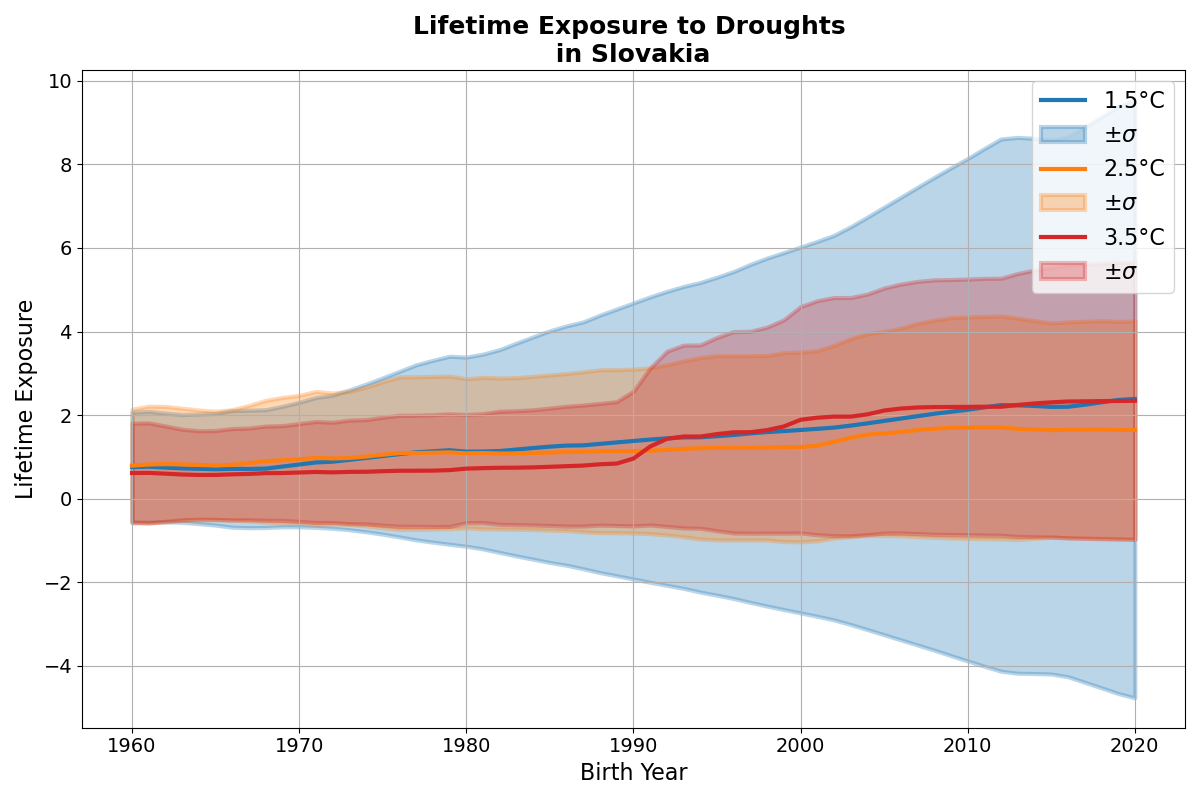 Lifetime Exposure to Droughts
in Slovakia
10
8
6
4
2
0
−2
−4
Lifetime Exposure
1960
1970
1980
1990
2000
2010
2020
Birth Year
1.5°C
±σ
2.5°C
±σ
3.5°C
±σ